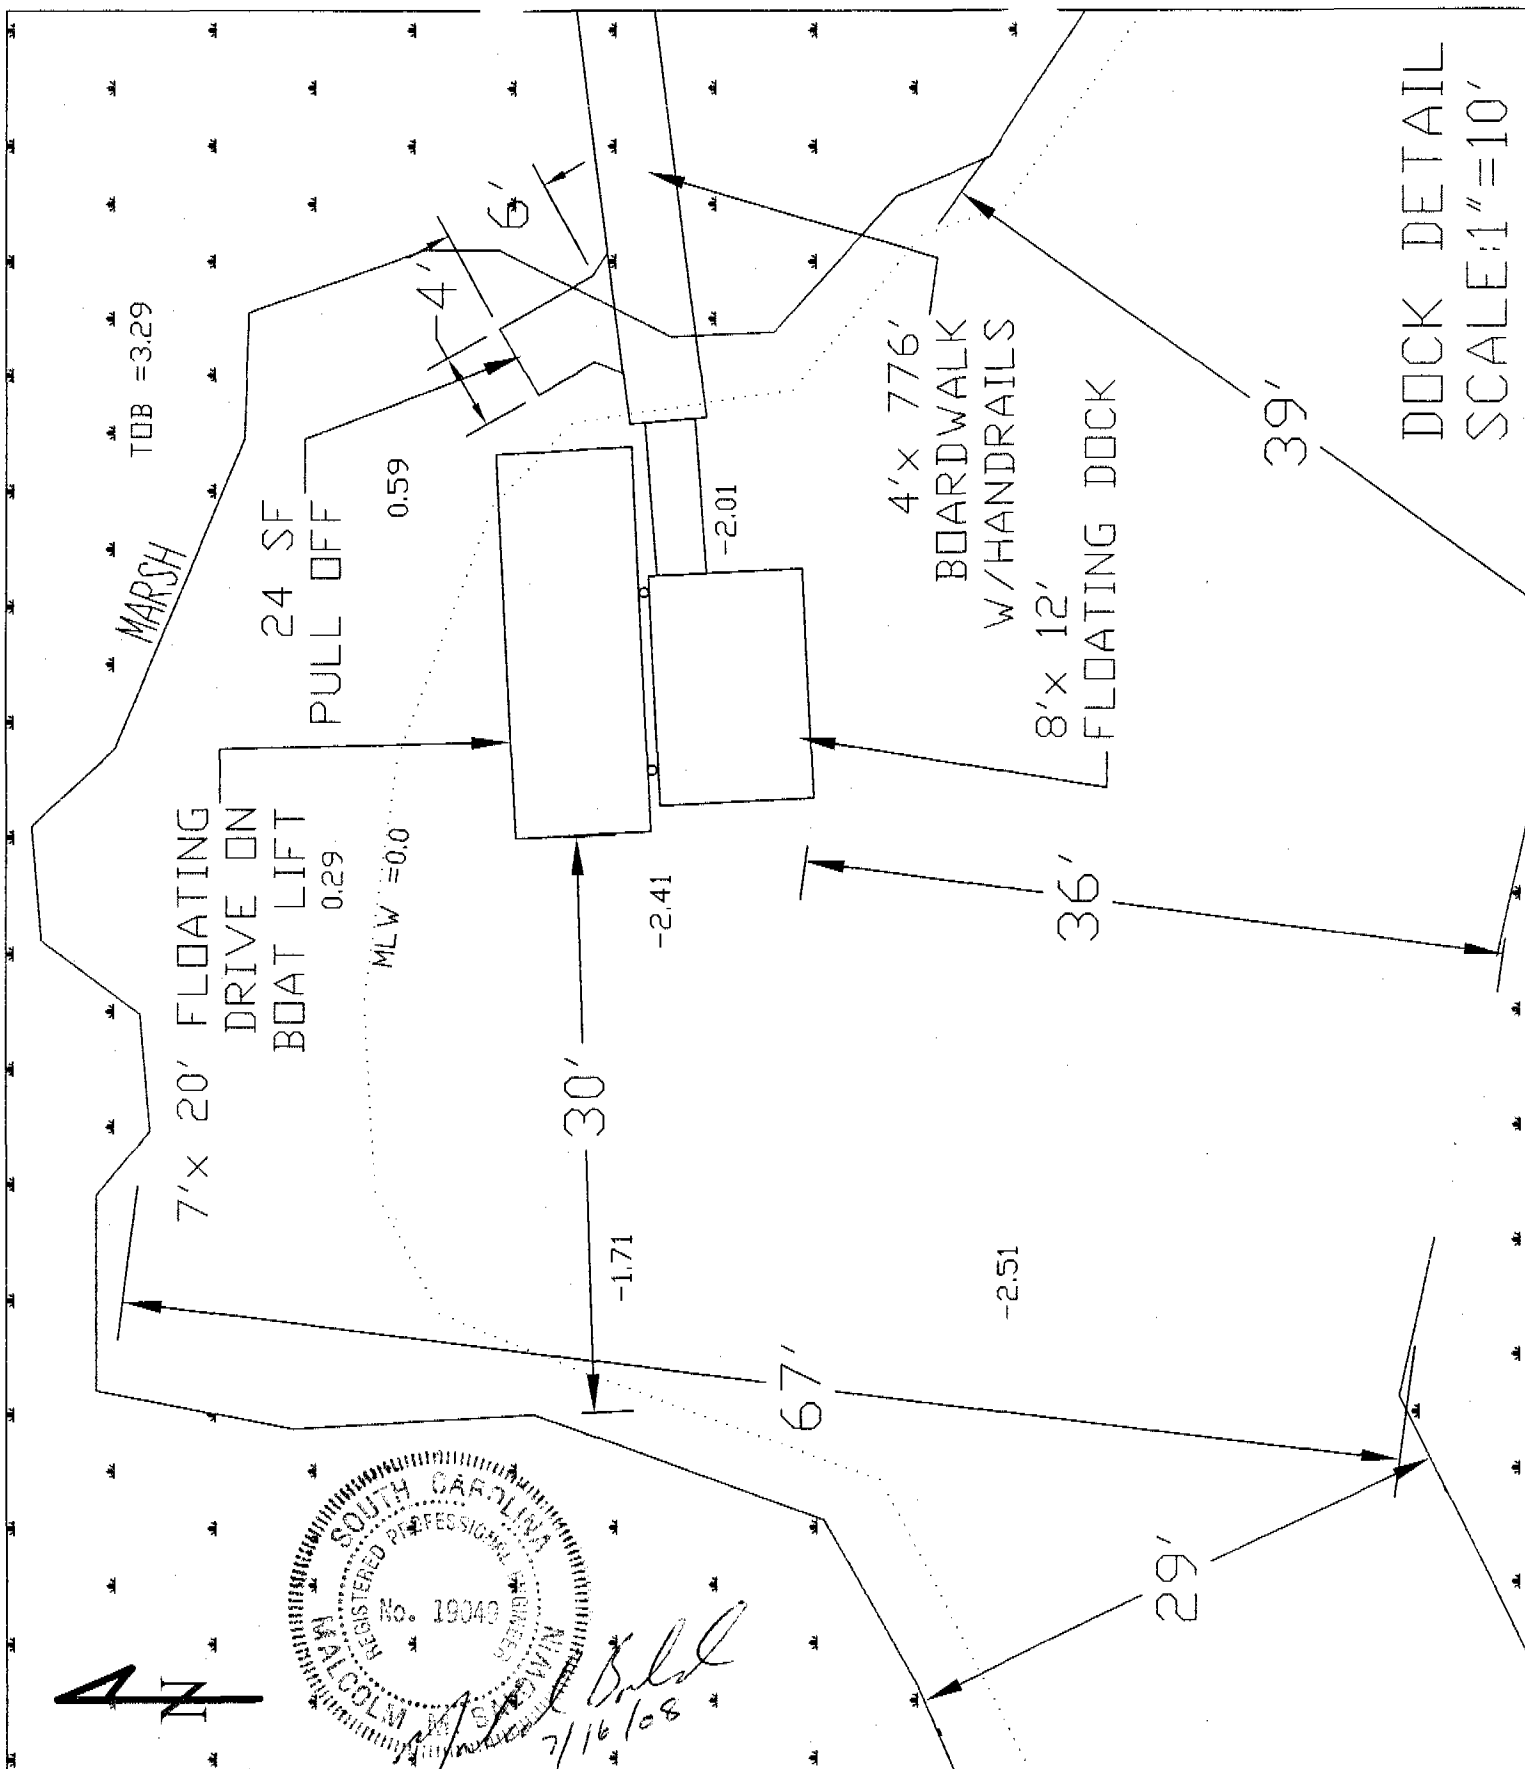 TOB =3.29
MARSH
24 SF
PULL OFF
4'
6'
0.59
7'x 20' FLOATING
DRIVE ON
BOAT LIFT
0.29
MLW =0.0
-2.01
-2.41
30'
-1.71
4'x 776'
BOARDWALK
W/HANDRAILS
8'x 12'
FLOATING DOCK
39'
36'
67'
-2.51
29'
DOCK DETAIL
SCALE:1"=10'
N
SOUTH CAROLINA
REGISTERED PROFESSIONAL ENGINEER
No. 19049
MALCOLM M.
7/16/08